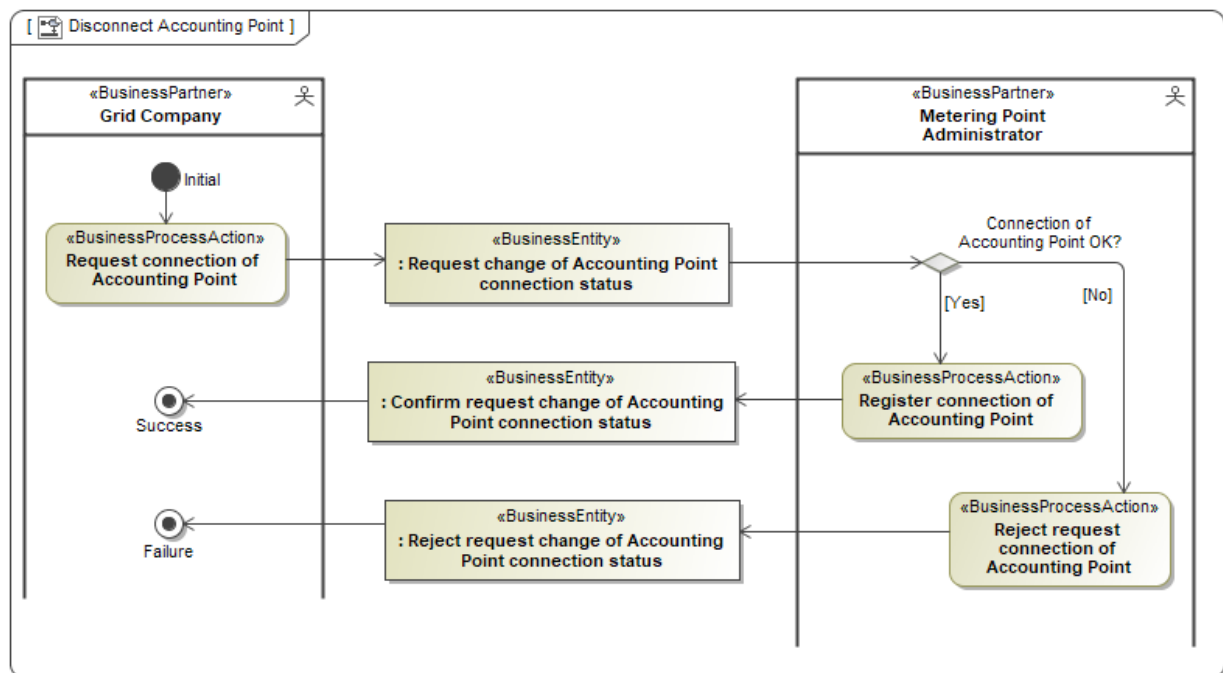 [ Disconnect Accounting Point ]
«BusinessPartner»
Grid Company
«BusinessPartner»
Metering Point
Administrator
Initial
«BusinessProcessAction»
Request connection of
Accounting Point
«BusinessEntity»
: Request change of Accounting Point
connection status
Connection of
Accounting Point OK?
[Yes]
[No]
«BusinessProcessAction»
Register connection of
Accounting Point
«BusinessEntity»
: Confirm request change of Accounting
Point connection status
Success
«BusinessProcessAction»
Reject request
connection of
Accounting Point
«BusinessEntity»
: Reject request change of Accounting
Point connection status
Failure